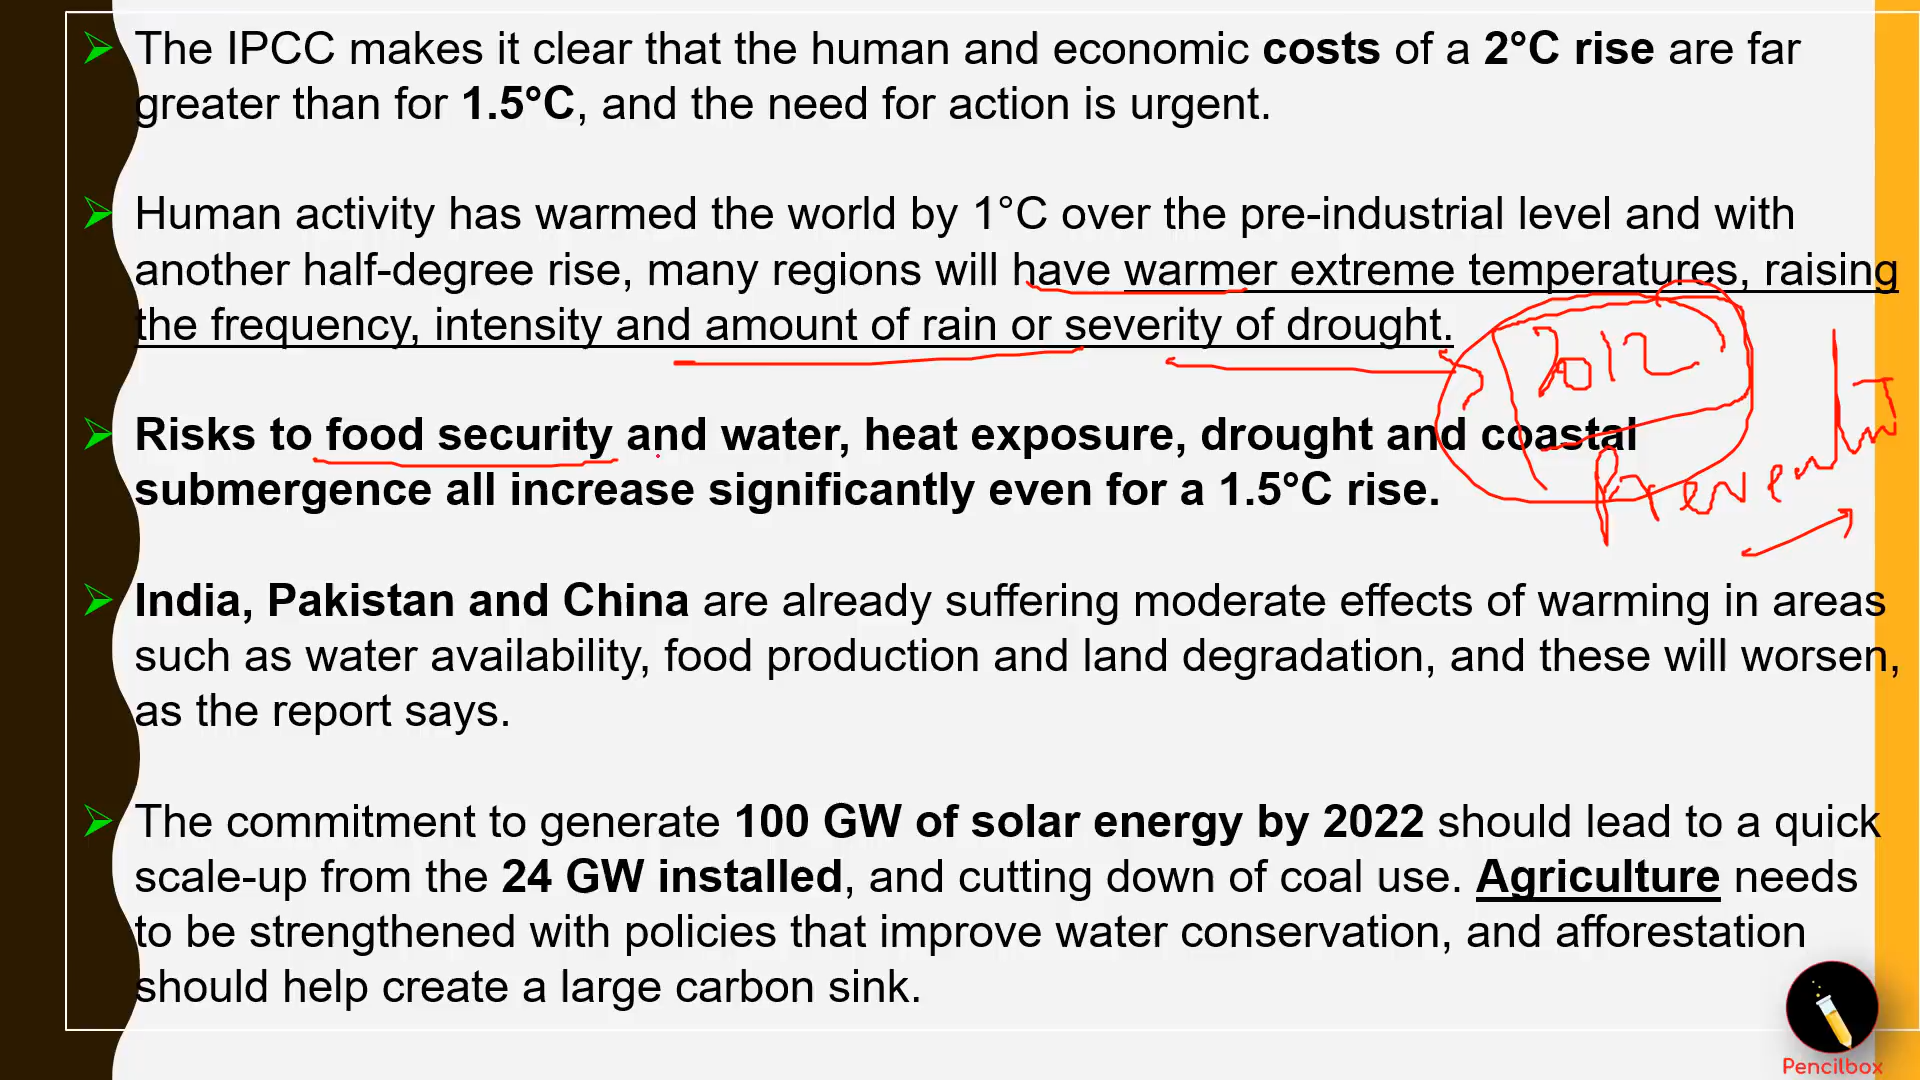 The IPCC makes it clear that the human and economic costs of a 2°C rise are far
greater than for 1.5°C, and the need for action is urgent.
Human activity has warmed the world by 1°C over the pre-industrial level and with
another half-degree rise, many regions will have warmer extreme temperatures, raising
the frequency, intensity and amount of rain or severity of drought.
2012
Risks to food security and water, heat exposure, drought and coastal
submergence all increase significantly even for a 1.5°C rise.
India, Pakistan and China are already suffering moderate effects of warming in areas
such as water availability, food production and land degradation, and these will worsen,
as the report says.
The commitment to generate 100 GW of solar energy by 2022 should lead to a quick
scale-up from the 24 GW installed, and cutting down of coal use. Agriculture needs
to be strengthened with policies that improve water conservation, and afforestation
should help create a large carbon sink.
Pencilbox